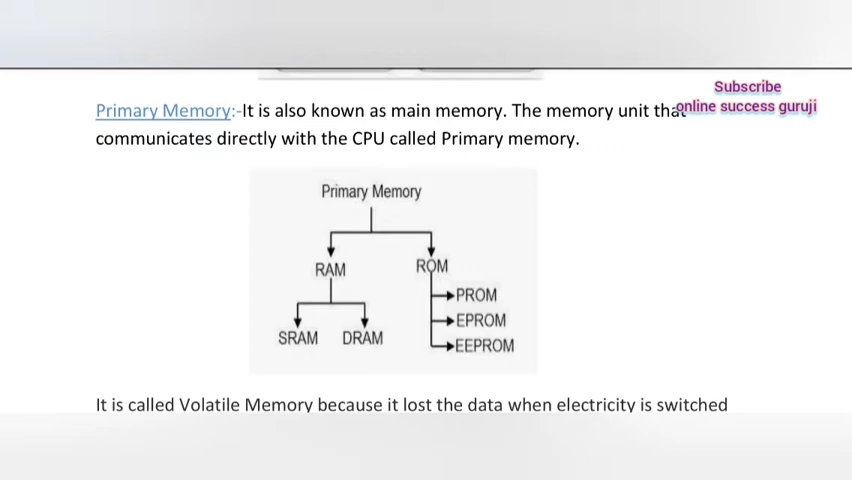 Subscribe
online success guruji
Primary Memory:-It is also known as main memory. The memory unit that
communicates directly with the CPU called Primary memory.
Primary Memory
RAM ROM
PROM
EPROM
SRAM DRAM
EEPROM
It is called Volatile Memory because it lost the data when electricity is switched